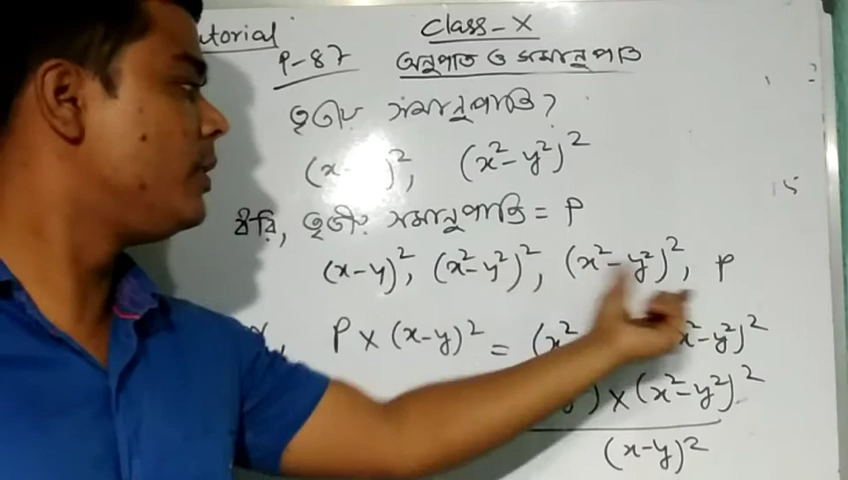 utorial Class-X
P-87 অনুপাত ও সমানুপাত
তৃতীয় সমানুপাতি?
(x- )², (x²-y²)²
ধরি, তৃতীয় সমানুপাতি = P
(x-y)², (x²-y²)², (x²-y²)², P
P×(x-y)² = (x² x²-y²)²
)×(x²-y²)²
(x-y)²